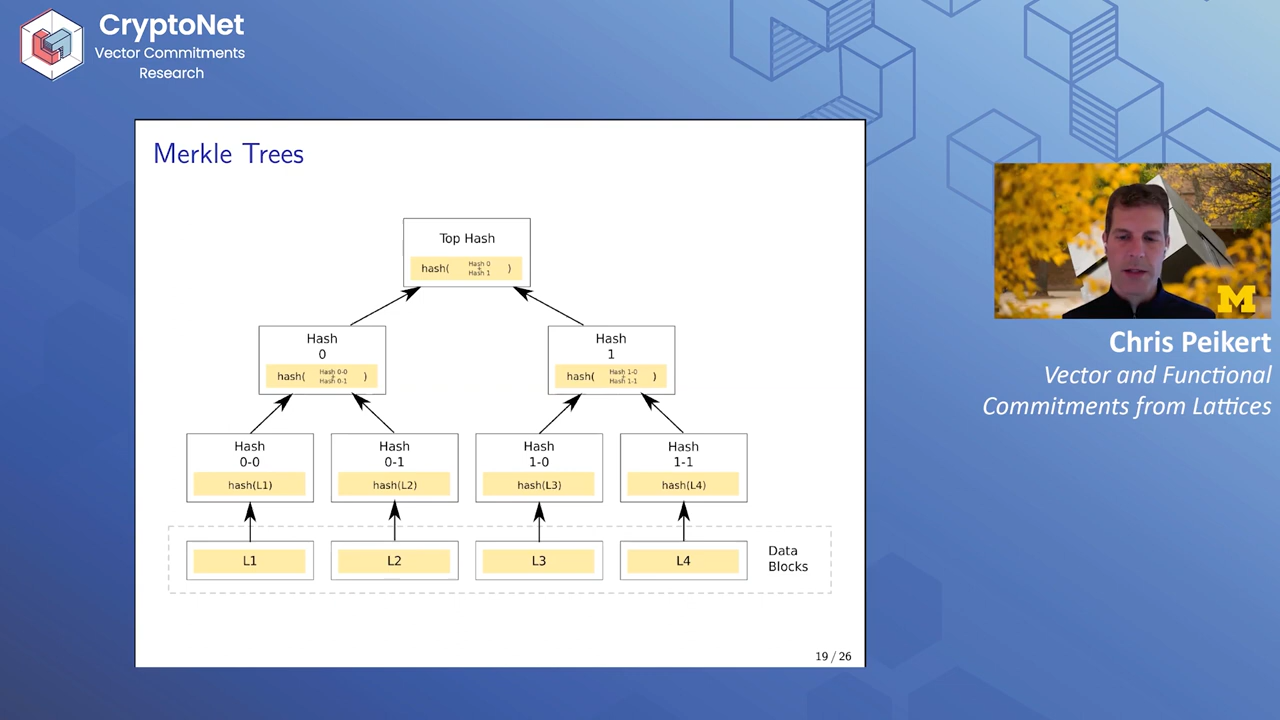 CryptoNet
Vector Commitments
Research
Merkle Trees
Top Hash
hash( Hash 0 + Hash 1 )
Hash
0
hash( Hash 0-0 + Hash 0-1 )
Hash
1
hash( Hash 1-0 + Hash 1-1 )
Hash
0-0
hash(L1)
Hash
0-1
hash(L2)
Hash
1-0
hash(L3)
Hash
1-1
hash(L4)
L1
L2
L3
L4
Data
Blocks
19 / 26
M
Chris Peikert
Vector and Functional
Commitments from Lattices